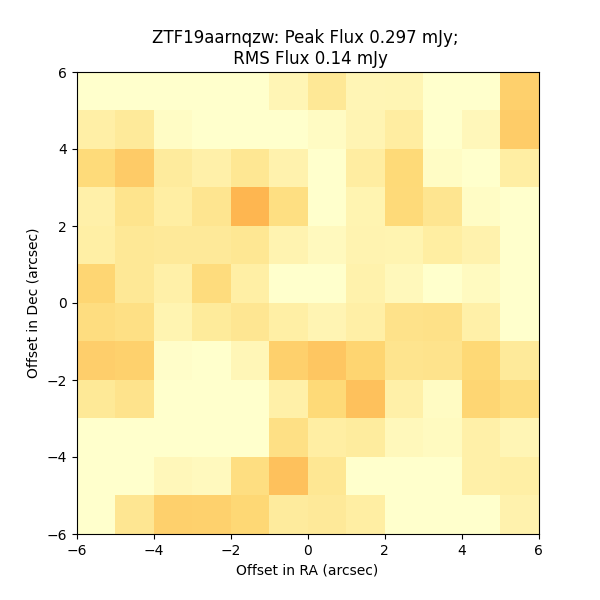 ZTF19aarnqzw: Peak Flux 0.297 mJy;
RMS Flux 0.14 mJy
6
4
2
0
−2
−4
−6
Offset in Dec (arcsec)
−6 −4 −2 0 2 4 6
Offset in RA (arcsec)